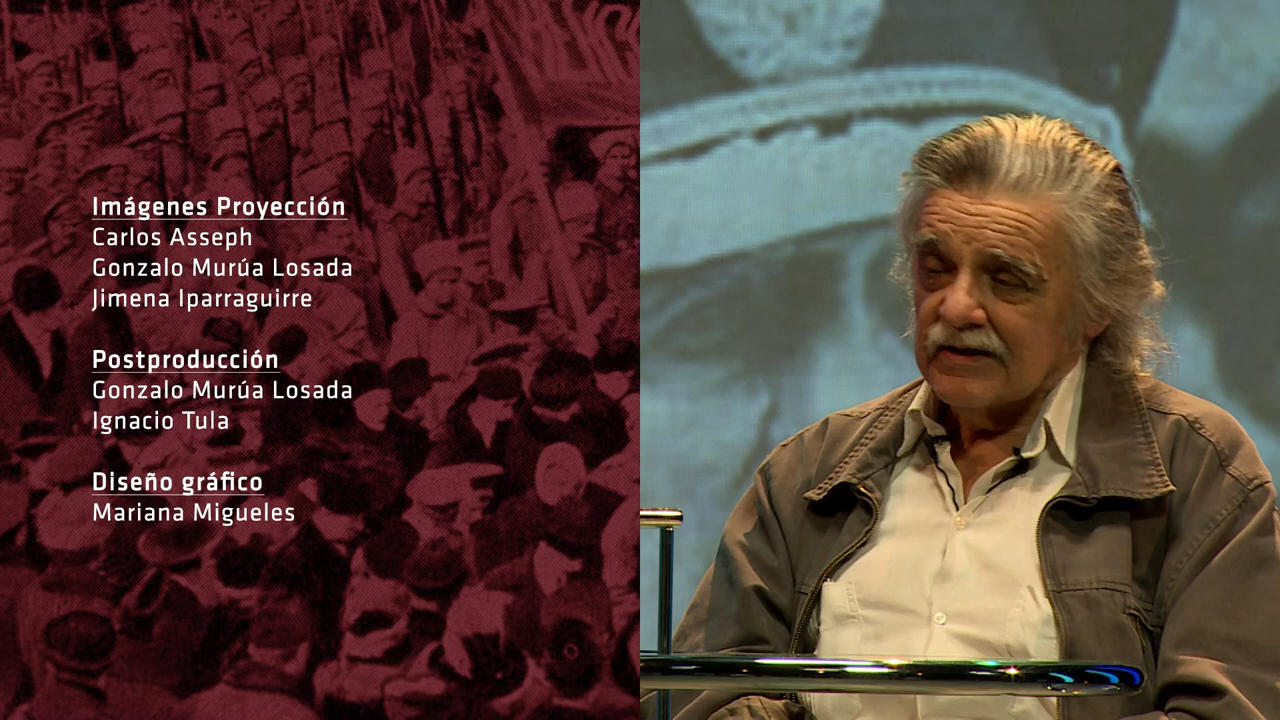 Imágenes Proyección
Carlos Asseph
Gonzalo Murúa Losada
Jimena Iparraguirre
Postproducción
Gonzalo Murúa Losada
Ignacio Tula
Diseño gráfico
Mariana Migueles